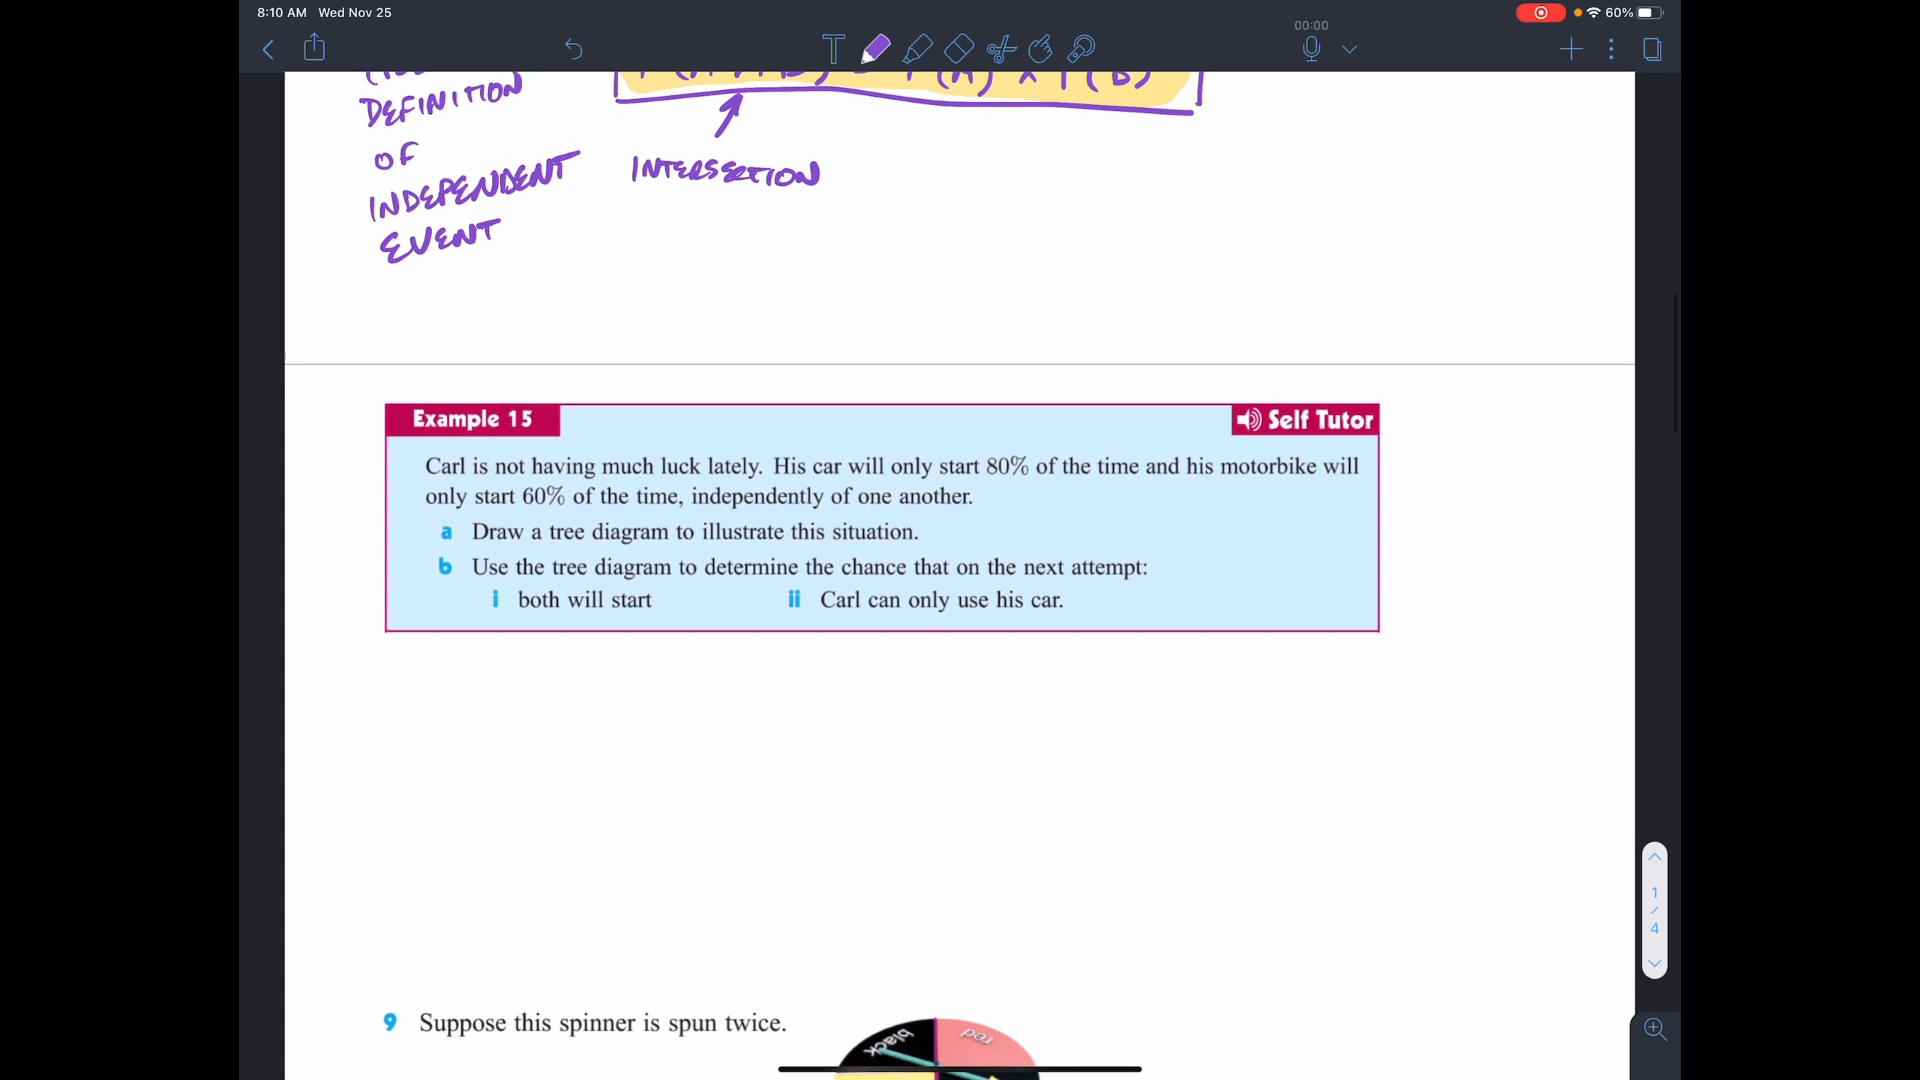 8:10 AM Wed Nov 25
60%
00:00
DEFINITION
OF
INDEPENDENT
EVENT
(A) × P(B)
INTERSECTION
Example 15
Self Tutor
Carl is not having much luck lately. His car will only start 80% of the time and his motorbike will
only start 60% of the time, independently of one another.
a Draw a tree diagram to illustrate this situation.
b Use the tree diagram to determine the chance that on the next attempt:
i both will start
ii Carl can only use his car.
1
/
4
9 Suppose this spinner is spun twice.
black
red